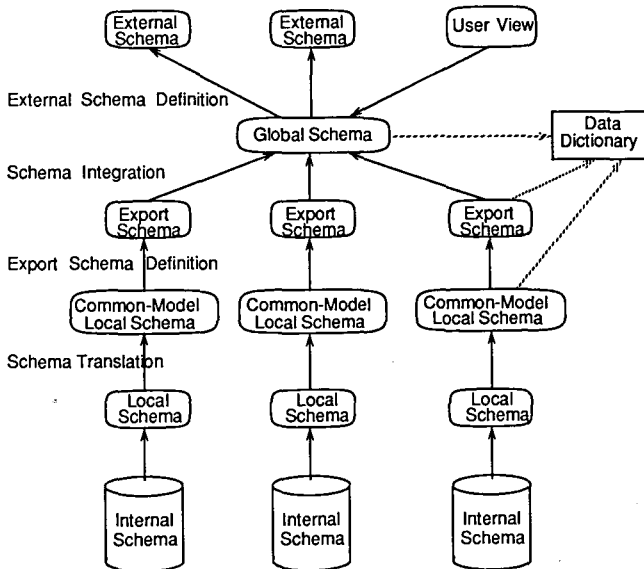 External
Schema
External
Schema
User View
External Schema Definition
Global Schema
Data
Dictionary
Schema Integration
Export
Schema
Export
Schema
Export
Schema
Export Schema Definition
Common-Model
Local Schema
Common-Model
Local Schema
Common-Model
Local Schema
Schema Translation
Local
Schema
Local
Schema
Local
Schema
Internal
Schema
Internal
Schema
Internal
Schema